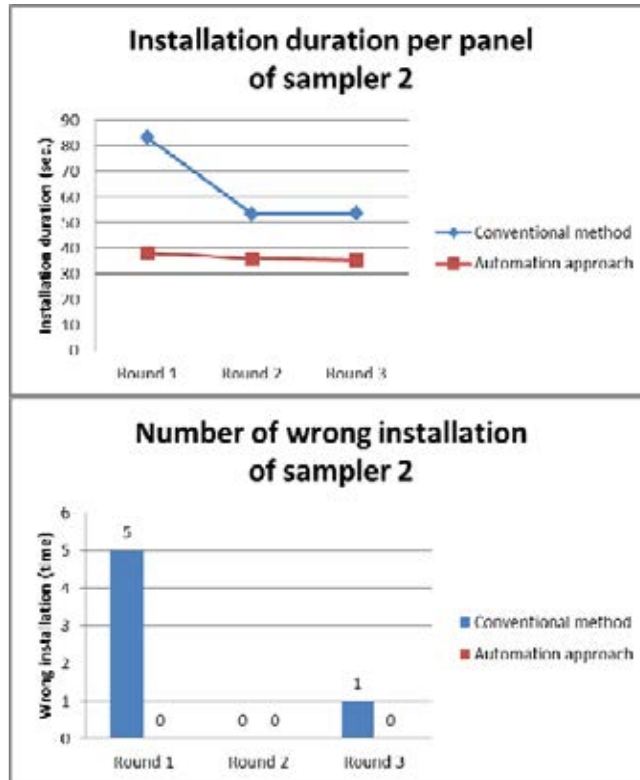 Installation duration per panel
of sampler 2
Installation duration (sec.)
90
80
70
60
50
40
30
20
10
0
Round 1 Round 2 Round 3
Conventional method
Automation approach
Number of wrong installation
of sampler 2
Wrong installation (time)
6
5
4
3
2
1
0
5 0 0 0 1 0
Round 1 Round 2 Round 3
Conventional method
Automation approach